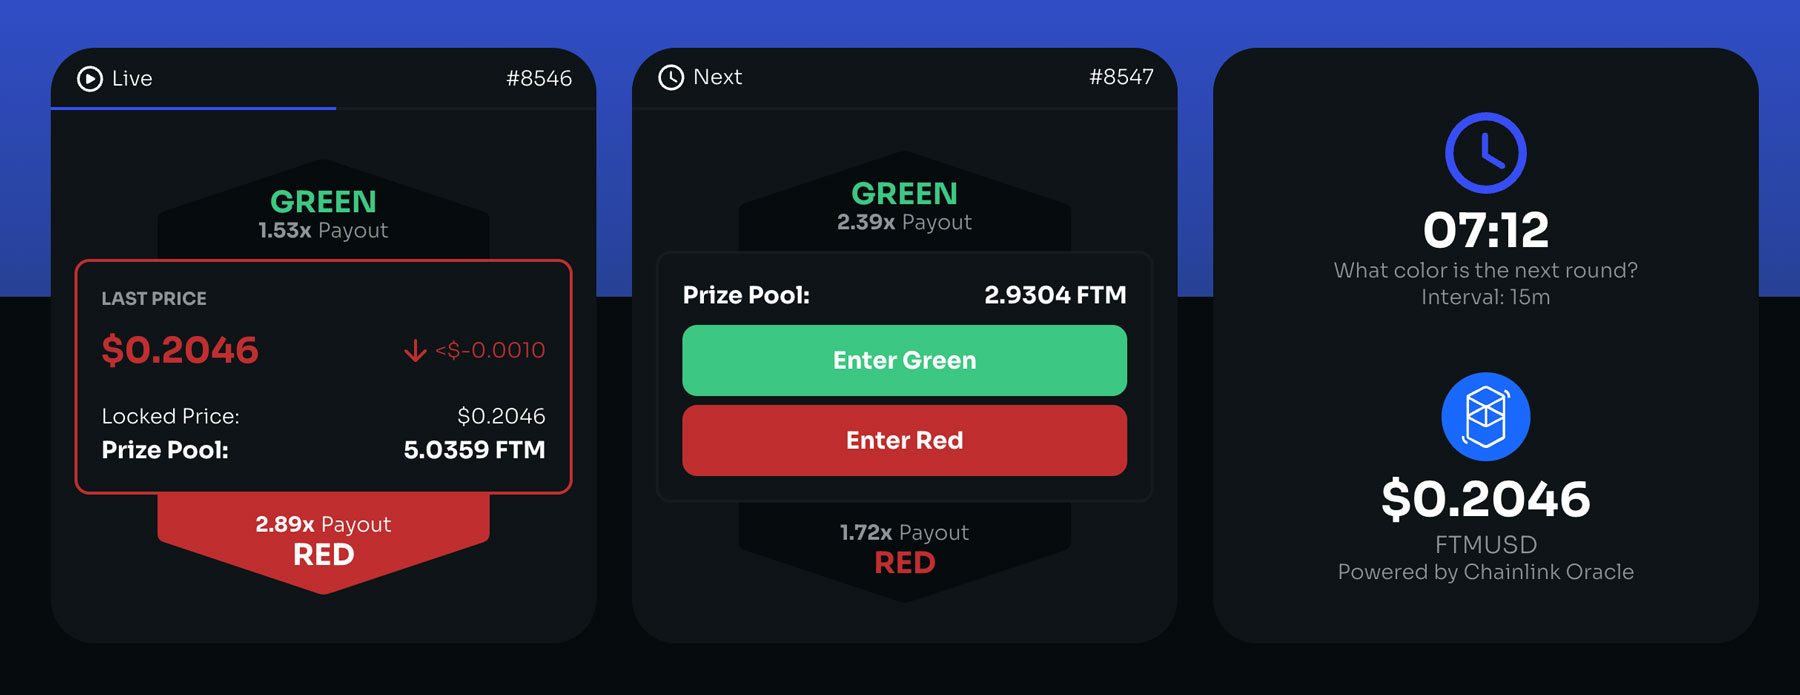 Live #8546
GREEN
1.53x Payout
LAST PRICE
$0.2046 <$-0.0010
Locked Price: $0.2046
Prize Pool: 5.0359 FTM
2.89x Payout
RED
Next #8547
GREEN
2.39x Payout
Prize Pool: 2.9304 FTM
Enter Green
Enter Red
1.72x Payout
RED
07:12
What color is the next round?
Interval: 15m
$0.2046
FTMUSD
Powered by Chainlink Oracle